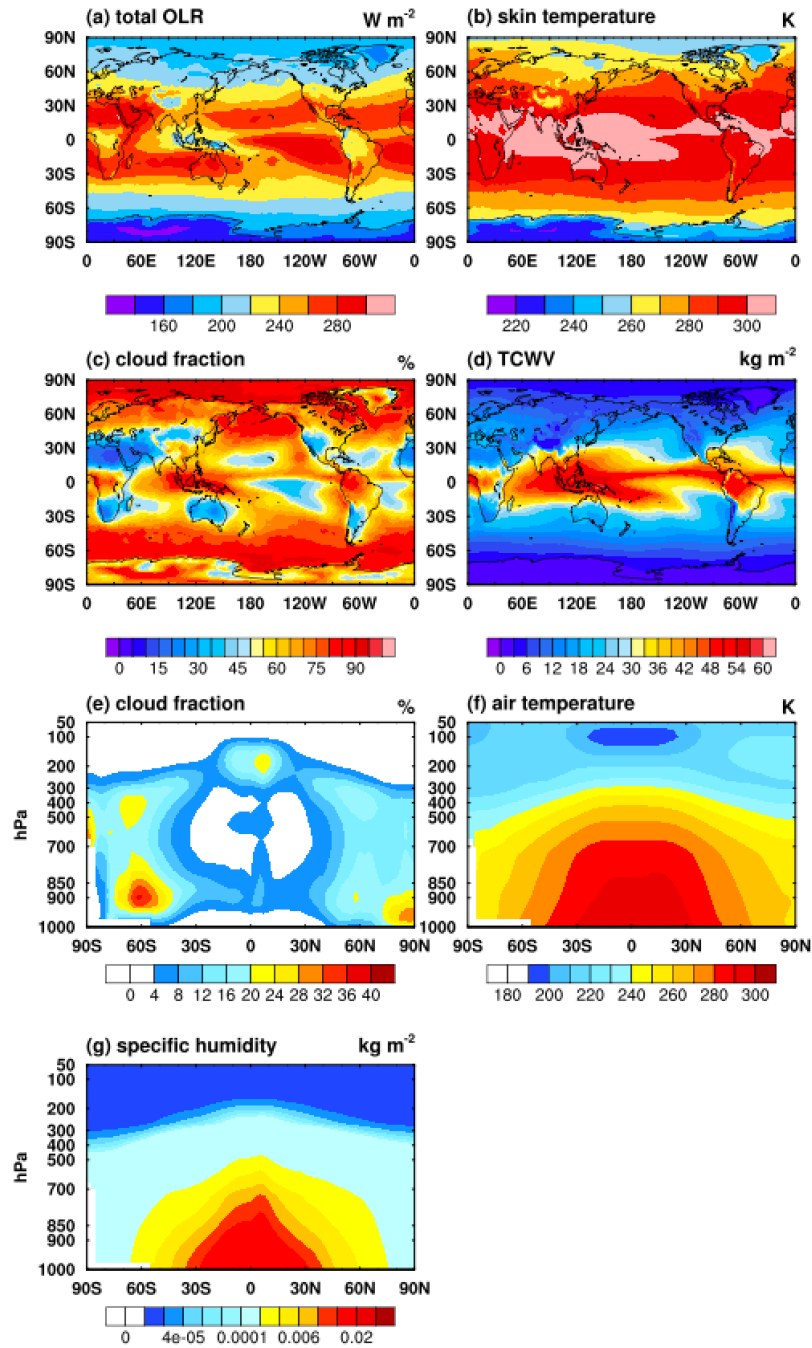 (a) total OLR W m-2 (b) skin temperature K
90N 90N
60N 60N
30N 30N
0 0
30S 30S
60S 60S
90S 90S
0 60E 120E 180 120W 60W 0 0 60E 120E 180 120W 60W 0
160 200 240 280 220 240 260 280 300
(c) cloud fraction % (d) TCWV kg m-2
90N 90N
60N 60N
30N 30N
0 0
30S 30S
60S 60S
90S 90S
0 60E 120E 180 120W 60W 0 0 60E 120E 180 120W 60W 0
0 15 30 45 60 75 90 0 6 12 18 24 30 36 42 48 54 60
(e) cloud fraction % (f) air temperature K
50 50
100 100
200 200
300 300
400 400
500 500
hPa hPa
700 700
850 850
900 900
1000 1000
90S 60S 30S 0 30N 60N 90N 90S 60S 30S 0 30N 60N 90N
0 4 8 12 16 20 24 28 32 36 40 180 200 220 240 260 280 300
(g) specific humidity kg m-2
50
100
200
300
400
500
hPa
700
850
900
1000
90S 60S 30S 0 30N 60N 90N
0 4e-05 0.0001 0.006 0.02